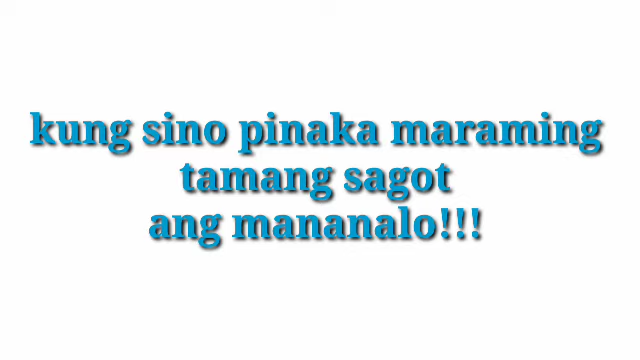 kung sino pinaka maraming
tamang sagot
ang mananalo!!!